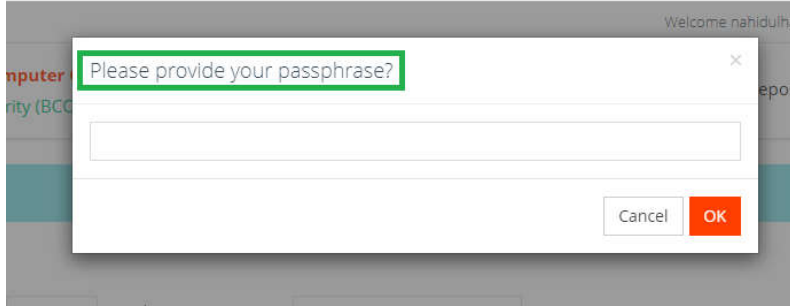 Welcome nahidulh
Please provide your passphrase?
×
mputer
epo
rity (BCC
Cancel
OK